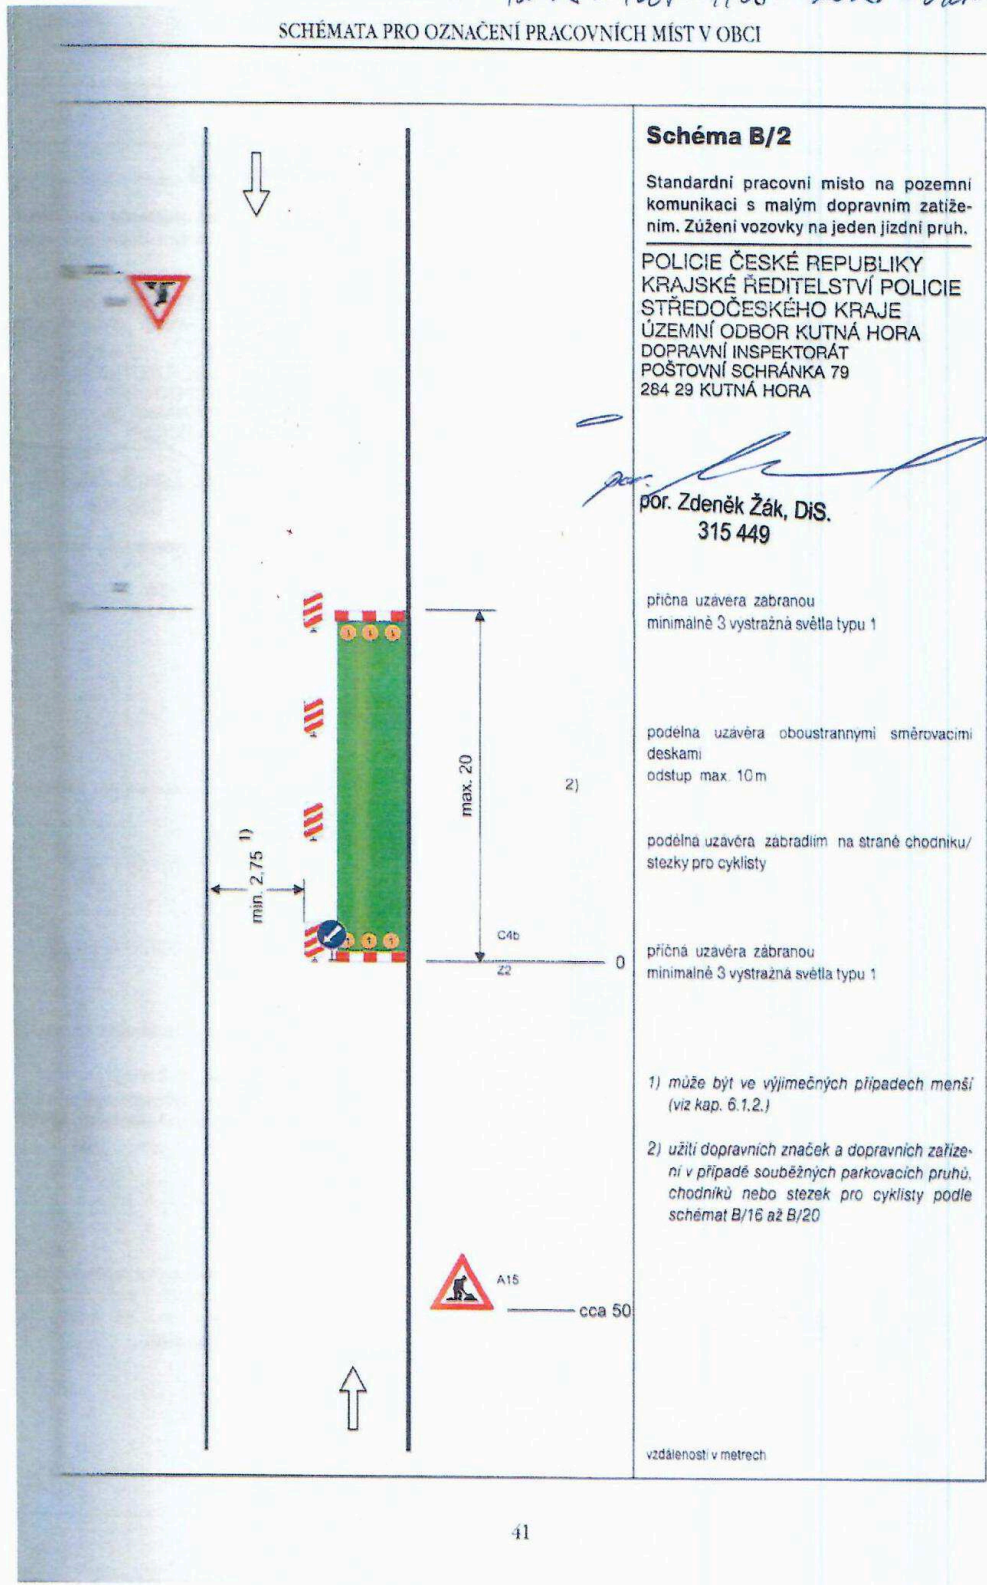 SCHÉMATA PRO OZNAČENÍ PRACOVNÍCH MÍST V OBCI
Schéma B/2
Standardní pracovní místo na pozemní
komunikaci s malým dopravním zatíže-
ním. Zúžení vozovky na jeden jízdní pruh.
POLICIE ČESKÉ REPUBLIKY
KRAJSKÉ ŘEDITELSTVÍ POLICIE
STŘEDOČESKÉHO KRAJE
ÚZEMNÍ ODBOR KUTNÁ HORA
DOPRAVNÍ INSPEKTORÁT
POŠTOVNÍ SCHRÁNKA 79
284 29 KUTNÁ HORA
por.
por. Zdeněk Žák, DiS.
315 449
příčná uzávěra zábranou
minimálně 3 výstražná světla typu 1
podélná uzávěra oboustrannými směrovacími
deskami
odstup max. 10 m
podélná uzávěra zábradlím na straně chodníku/
stezky pro cyklisty
příčná uzávěra zábranou
minimálně 3 výstražná světla typu 1
1) může být ve výjimečných případech menší
(viz kap. 6.1.2.)
2) užití dopravních značek a dopravních zaříze-
ní v případě souběžných parkovacích pruhů,
chodníků nebo stezek pro cyklisty podle
schémat B/16 až B/20
vzdálenosti v metrech
1 1 1
max. 20
2)
min. 2,75 1)
1 1 1
C4b
Z2
0
A15
cca 50
41